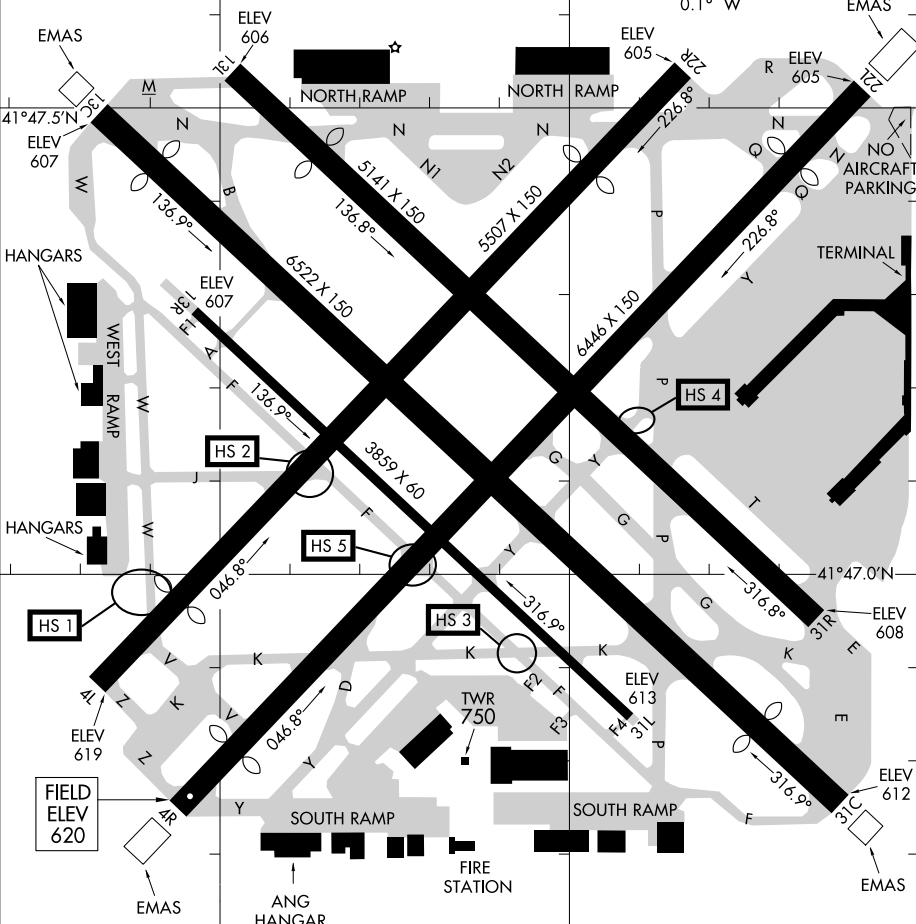 0.1° W
ELEV
606
EMAS
ELEV
605
EMAS
ELEV
605
13L
22R
22L
R
13C
M
NORTH RAMP
NORTH RAMP
41°47.5'N
ELEV
607
N
N
N
N
N
226.8°
NO
AIRCRAFT
PARKING
N1
N2
Q
Q
W
B
5141 X 150
136.8°
136.9°
5507 X 150
P
226.8°
Y
TERMINAL
HANGARS
6522 X 150
ELEV
607
13R
F1
A
F
6446 X 150
WEST
RAMP
136.9°
P
HS 4
W
HS 2
3859 X 60
J
G
Y
T
HANGARS
W
F
G
P
HS 5
046.8°
Y
41°47.0'N
316.9°
316.8°
G
HS 1
HS 3
31R
ELEV
608
E
V
K
K
K
K
4L
Z
K
V
D
F2
F
ELEV
613
TWR
750
F3
F4
31L
E
ELEV
619
046.8°
Z
Y
P
316.9°
ELEV
612
FIELD
ELEV
620
4R
Y
SOUTH RAMP
SOUTH RAMP
F
31C
FIRE
STATION
EMAS
EMAS
ANG
HANGAR